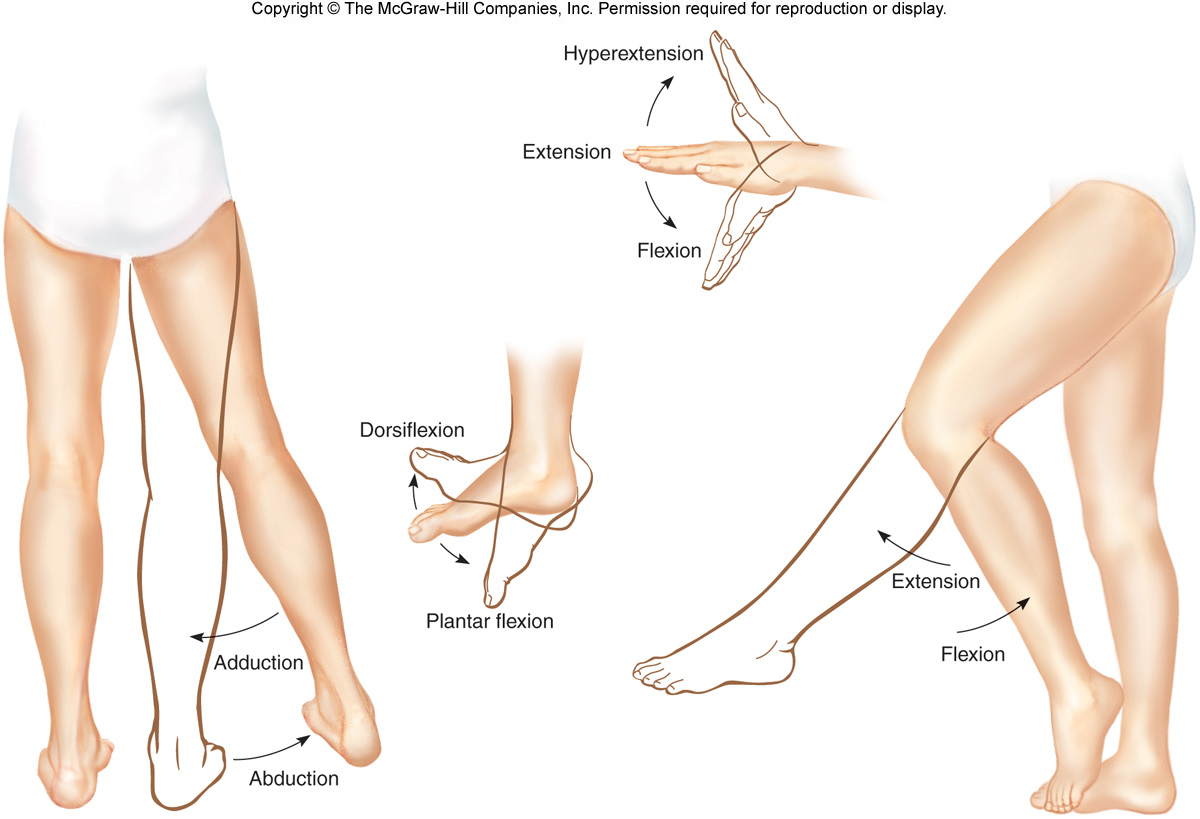 Copyright © The McGraw-Hill Companies, Inc. Permission required for reproduction or display.
Hyperextension
Extension
Flexion
Dorsiflexion
Plantar flexion
Extension
Flexion
Adduction
Abduction